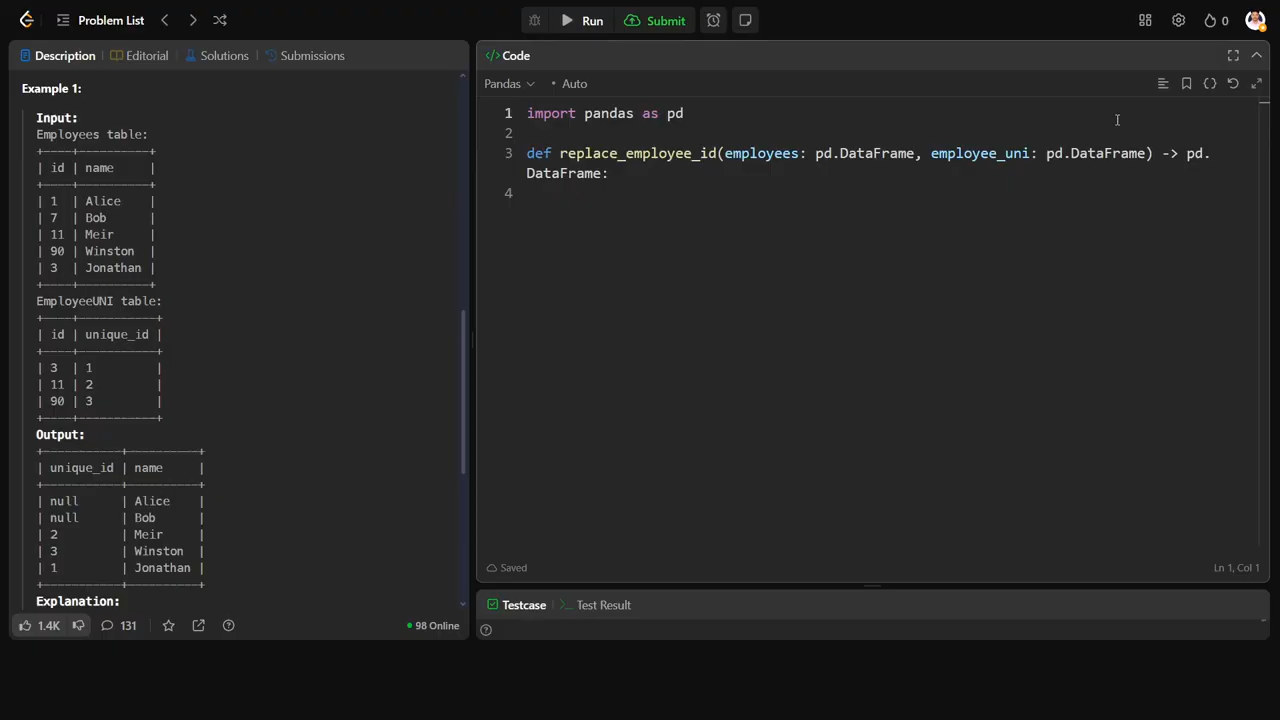 Problem List
Run
Submit
0
Description
Editorial
Solutions
Submissions
Example 1:
Input:
Employees table:
+----+----------+
| id | name     |
+----+----------+
| 1  | Alice    |
| 7  | Bob      |
| 11 | Meir     |
| 90 | Winston  |
| 3  | Jonathan |
+----+----------+
EmployeeUNI table:
+----+-----------+
| id | unique_id |
+----+-----------+
| 3  | 1         |
| 11 | 2         |
| 90 | 3         |
+----+-----------+
Output:
+-----------+----------+
| unique_id | name     |
+-----------+----------+
| null      | Alice    |
| null      | Bob      |
| 2         | Meir     |
| 3         | Winston  |
| 1         | Jonathan |
+-----------+----------+
Explanation:
1.4K
131
98 Online
</> Code
Pandas
• Auto
1 import pandas as pd
2
3 def replace_employee_id(employees: pd.DataFrame, employee_uni: pd.DataFrame) -> pd.
DataFrame:
4
Saved
Ln 1, Col 1
Testcase
>_ Test Result